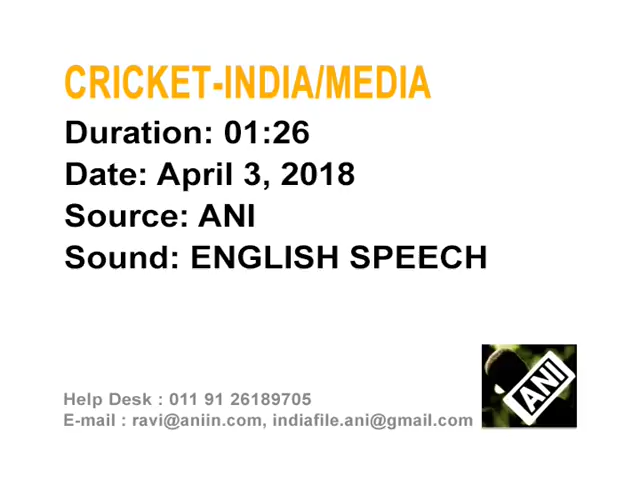 CRICKET-INDIA/MEDIA
Duration: 01:26
Date: April 3, 2018
Source: ANI
Sound: ENGLISH SPEECH
Help Desk : 011 91 26189705
E-mail : ravi@aniin.com, indiafile.ani@gmail.com
ANI